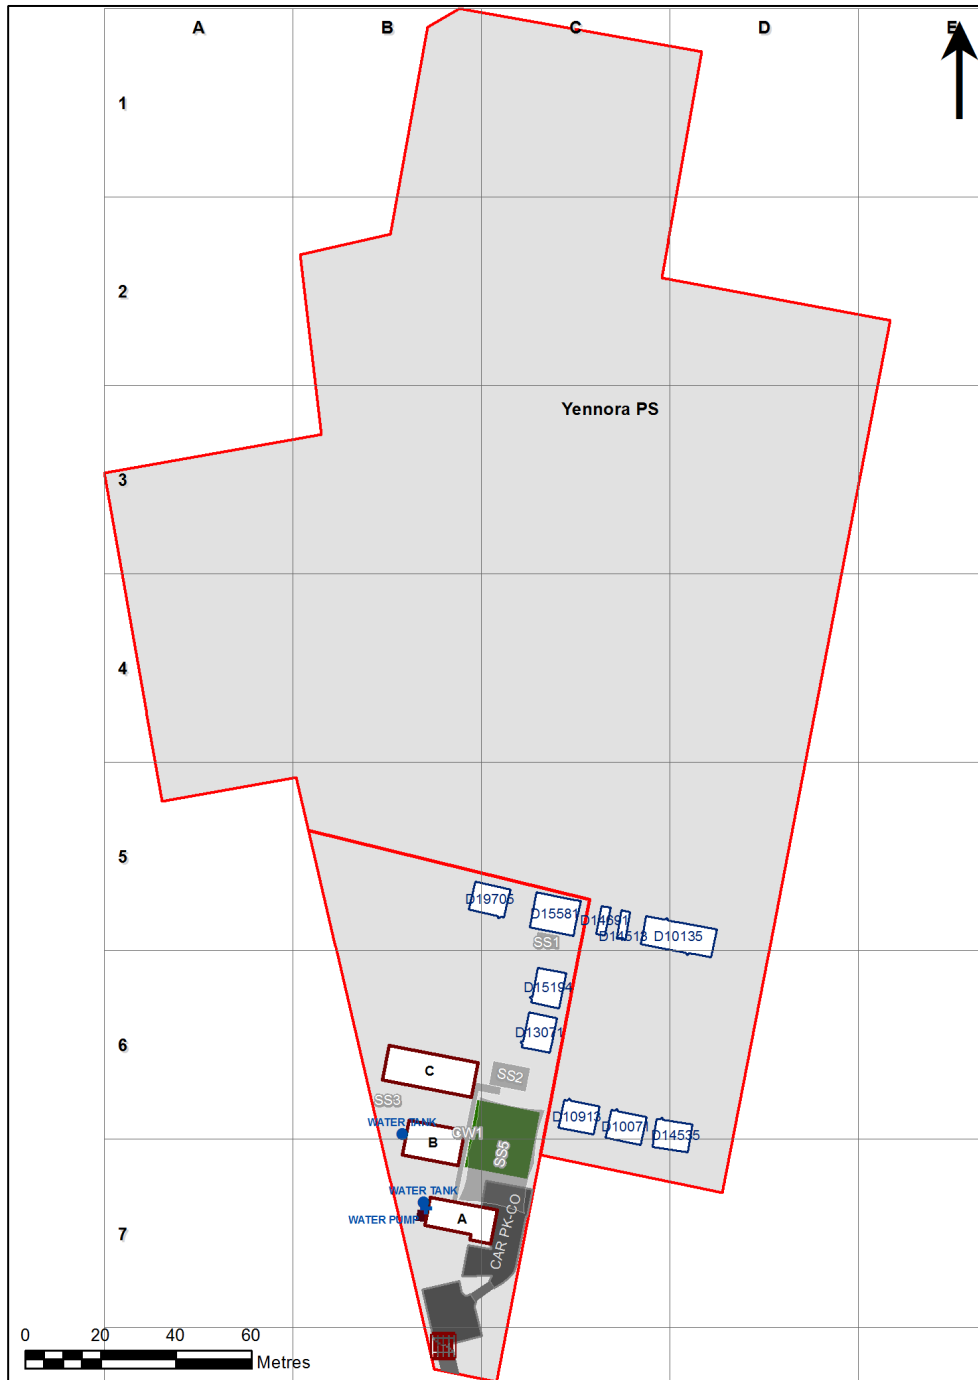 A B C D E
1
2
Yennora PS
3
4
5
D19705
D15581
D14691
D14513
D10135
SS1
D15194
D13071
6
C
SS2
SS3
D10913
WATER TANK
D10071
GW1
B
D14535
SS5
WATER TANK
WATER PUMP
A
CAR PK-CO
7
0 20 40 60
Metres